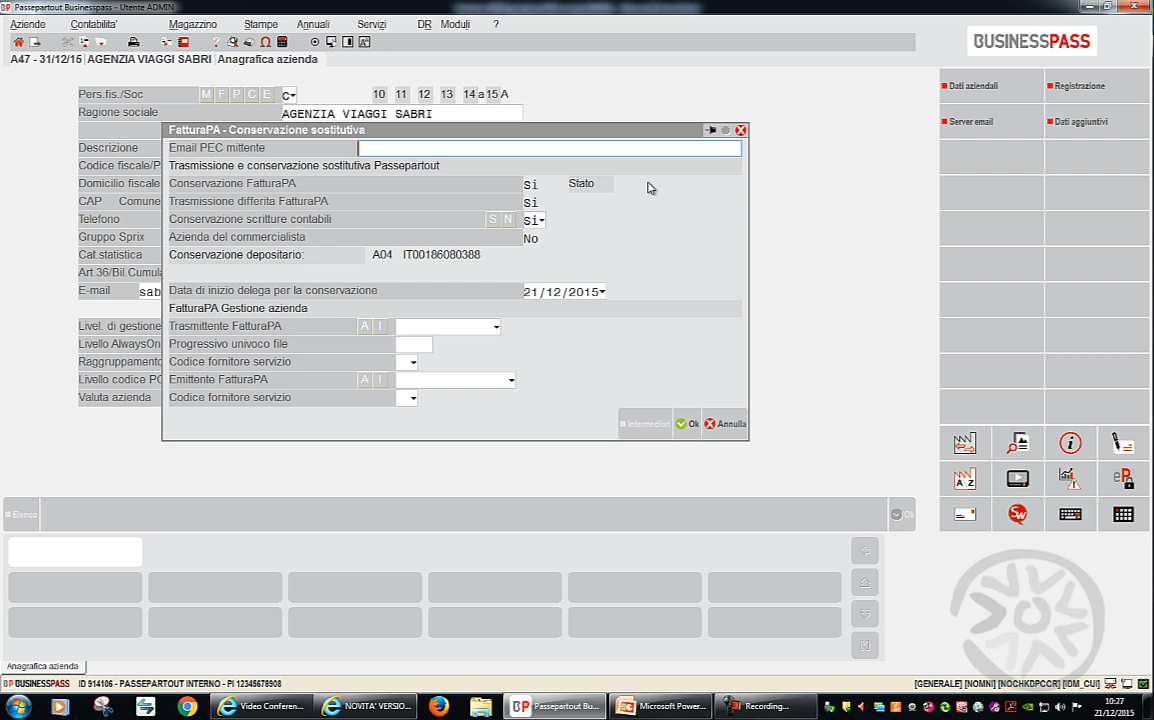 Passepartout Businesspass - Utente ADMIN
Aziende Contabilita' Magazzino Stampe Annuali Servizi DR Moduli ?
A47 - 31/12/15 AGENZIA VIAGGI SABRI Anagrafica azienda
BUSINESSPASS
Dati aziendali Registrazione
Server email Dati aggiuntivi
Pers.fis./Soc M F P C E C 10 11 12 13 14 a 15 A
Ragione sociale AGENZIA VIAGGI SABRI
FatturaPA - Conservazione sostitutiva
Descrizione Email PEC mittente
Codice fiscale/P Trasmissione e conservazione sostitutiva Passepartout
Domicilio fiscale Conservazione FatturaPA Si Stato
CAP Comune Trasmissione differita FatturaPA Si
Telefono Conservazione scritture contabili S N Si
Gruppo Sprix Azienda del commercialista No
Cat.statistica Conservazione depositario: A04 IT00186080388
Art.36/Bil.Cumula
E-mail sab Data di inizio delega per la conservazione 21/12/2015
FatturaPA Gestione azienda
Livel. di gestione Trasmittente FatturaPA A I
Livello AlwaysOn Progressivo univoco file
Raggruppamento Codice fornitore servizio
Livello codice PC Emittente FatturaPA A I
Valuta azienda Codice fornitore servizio
Intermediari Ok Annulla
A Z
eP
Sw
Elenco Ok
Anagrafica azienda
BP BUSINESSPASS ID 914106 - PASSEPARTOUT INTERNO - PI 12345678908 [GENERALE] [NOMNI] [NOCHKDPCCR] [IDM_CUI]
Video Conferen... NOVITA' VERSIO... BP Passepartout Bu... Microsoft Power... Recording...
10:27
21/12/2015